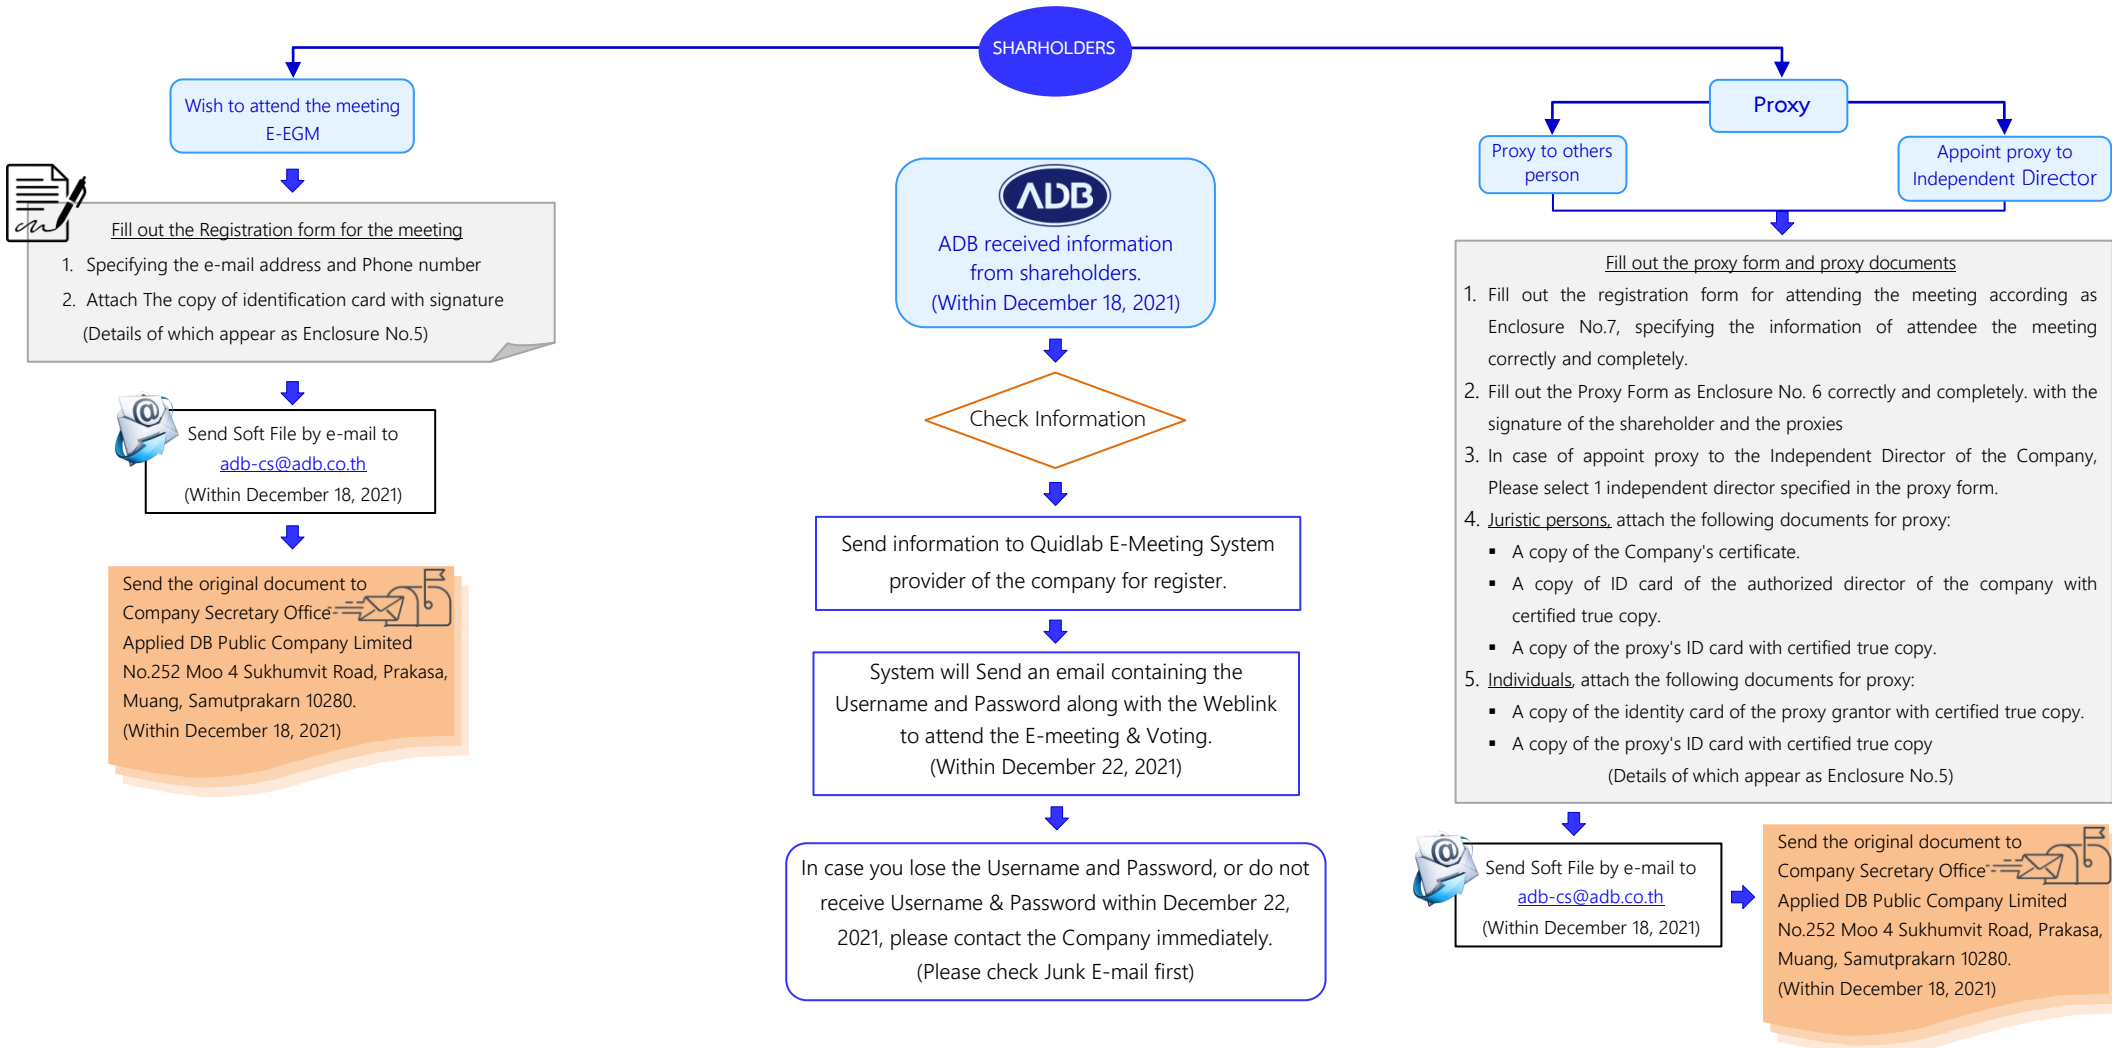 SHARHOLDERS
Wish to attend the meeting
E-EGM
Fill out the Registration form for the meeting
1. Specifying the e-mail address and Phone number
2. Attach The copy of identification card with signature
(Details of which appear as Enclosure No.5)
@
Send Soft File by e-mail to
adb-cs@adb.co.th
(Within December 18, 2021)
Send the original document to
Company Secretary Office
Applied DB Public Company Limited
No.252 Moo 4 Sukhumvit Road, Prakasa,
Muang, Samutprakarn 10280.
(Within December 18, 2021)
ADB
ADB received information
from shareholders.
(Within December 18, 2021)
Check Information
Send information to Quidlab E-Meeting System
provider of the company for register.
System will Send an email containing the
Username and Password along with the Weblink
to attend the E-meeting & Voting.
(Within December 22, 2021)
In case you lose the Username and Password, or do not
receive Username & Password within December 22,
2021, please contact the Company immediately.
(Please check Junk E-mail first)
Proxy
Proxy to others
person
Appoint proxy to
Independent Director
Fill out the proxy form and proxy documents
1. Fill out the registration form for attending the meeting according as
Enclosure No.7, specifying the information of attendee the meeting
correctly and completely.
2. Fill out the Proxy Form as Enclosure No. 6 correctly and completely. with the
signature of the shareholder and the proxies
3. In case of appoint proxy to the Independent Director of the Company,
Please select 1 independent director specified in the proxy form.
4. Juristic persons, attach the following documents for proxy:
▪ A copy of the Company's certificate.
▪ A copy of ID card of the authorized director of the company with
certified true copy.
▪ A copy of the proxy's ID card with certified true copy.
5. Individuals, attach the following documents for proxy:
▪ A copy of the identity card of the proxy grantor with certified true copy.
▪ A copy of the proxy's ID card with certified true copy
(Details of which appear as Enclosure No.5)
@
Send Soft File by e-mail to
adb-cs@adb.co.th
(Within December 18, 2021)
Send the original document to
Company Secretary Office
Applied DB Public Company Limited
No.252 Moo 4 Sukhumvit Road, Prakasa,
Muang, Samutprakarn 10280.
(Within December 18, 2021)